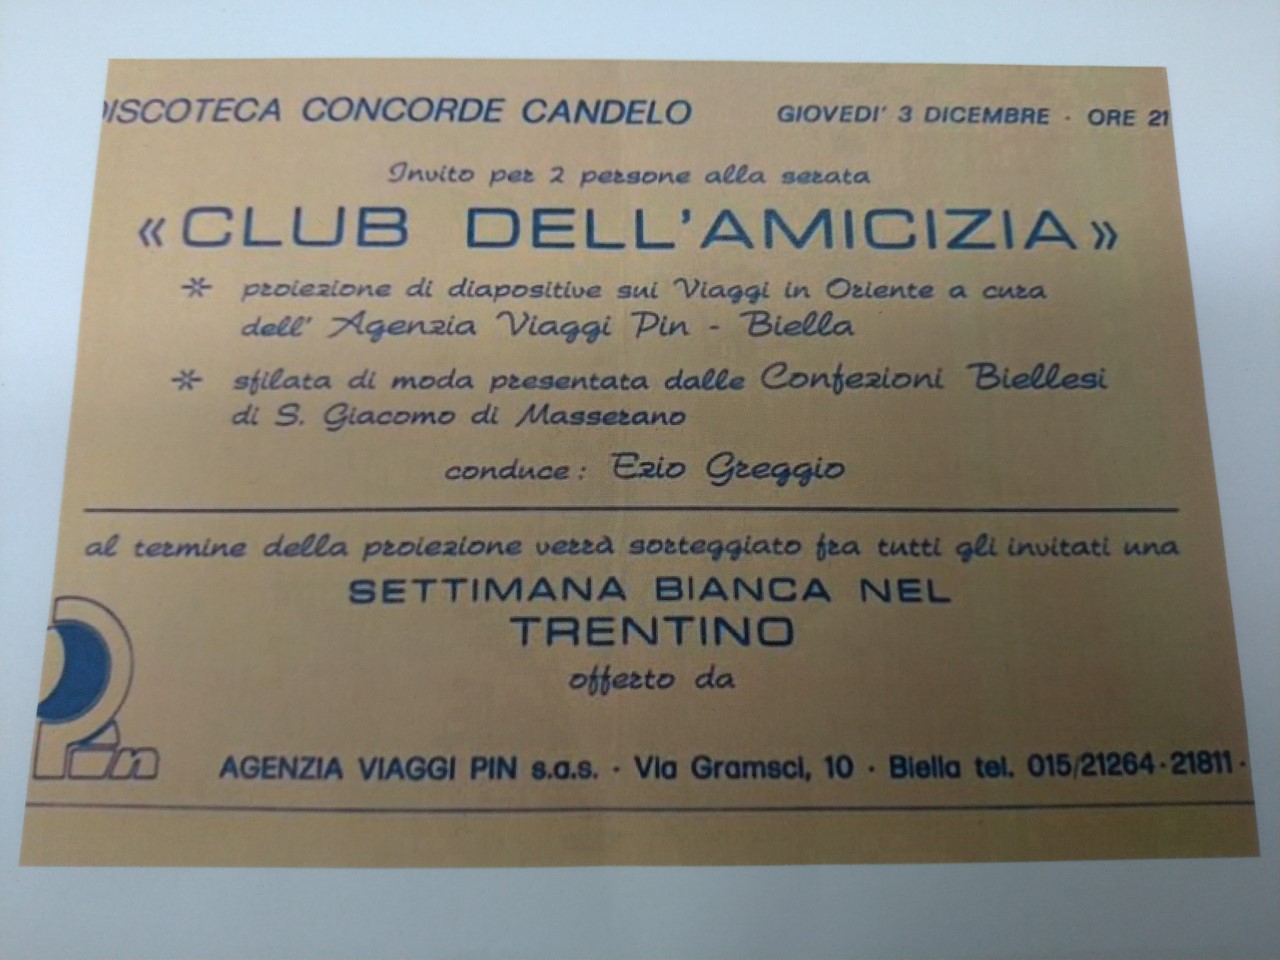 DISCOTECA CONCORDE CANDELO GIOVEDI' 3 DICEMBRE - ORE 21
Invito per 2 persone alla serata
«CLUB DELL'AMICIZIA»
* proiezione di diapositive sui Viaggi in Oriente a cura
dell' Agenzia Viaggi Pin - Biella
* sfilata di moda presentata dalle Confezioni Biellesi
di S. Giacomo di Masserano
conduce: Ezio Greggio
al termine della proiezione verrà sorteggiato fra tutti gli invitati una
SETTIMANA BIANCA NEL
TRENTINO
offerto da
Pin
AGENZIA VIAGGI PIN s.a.s. - Via Gramsci, 10 - Biella tel. 015/21264-21811-